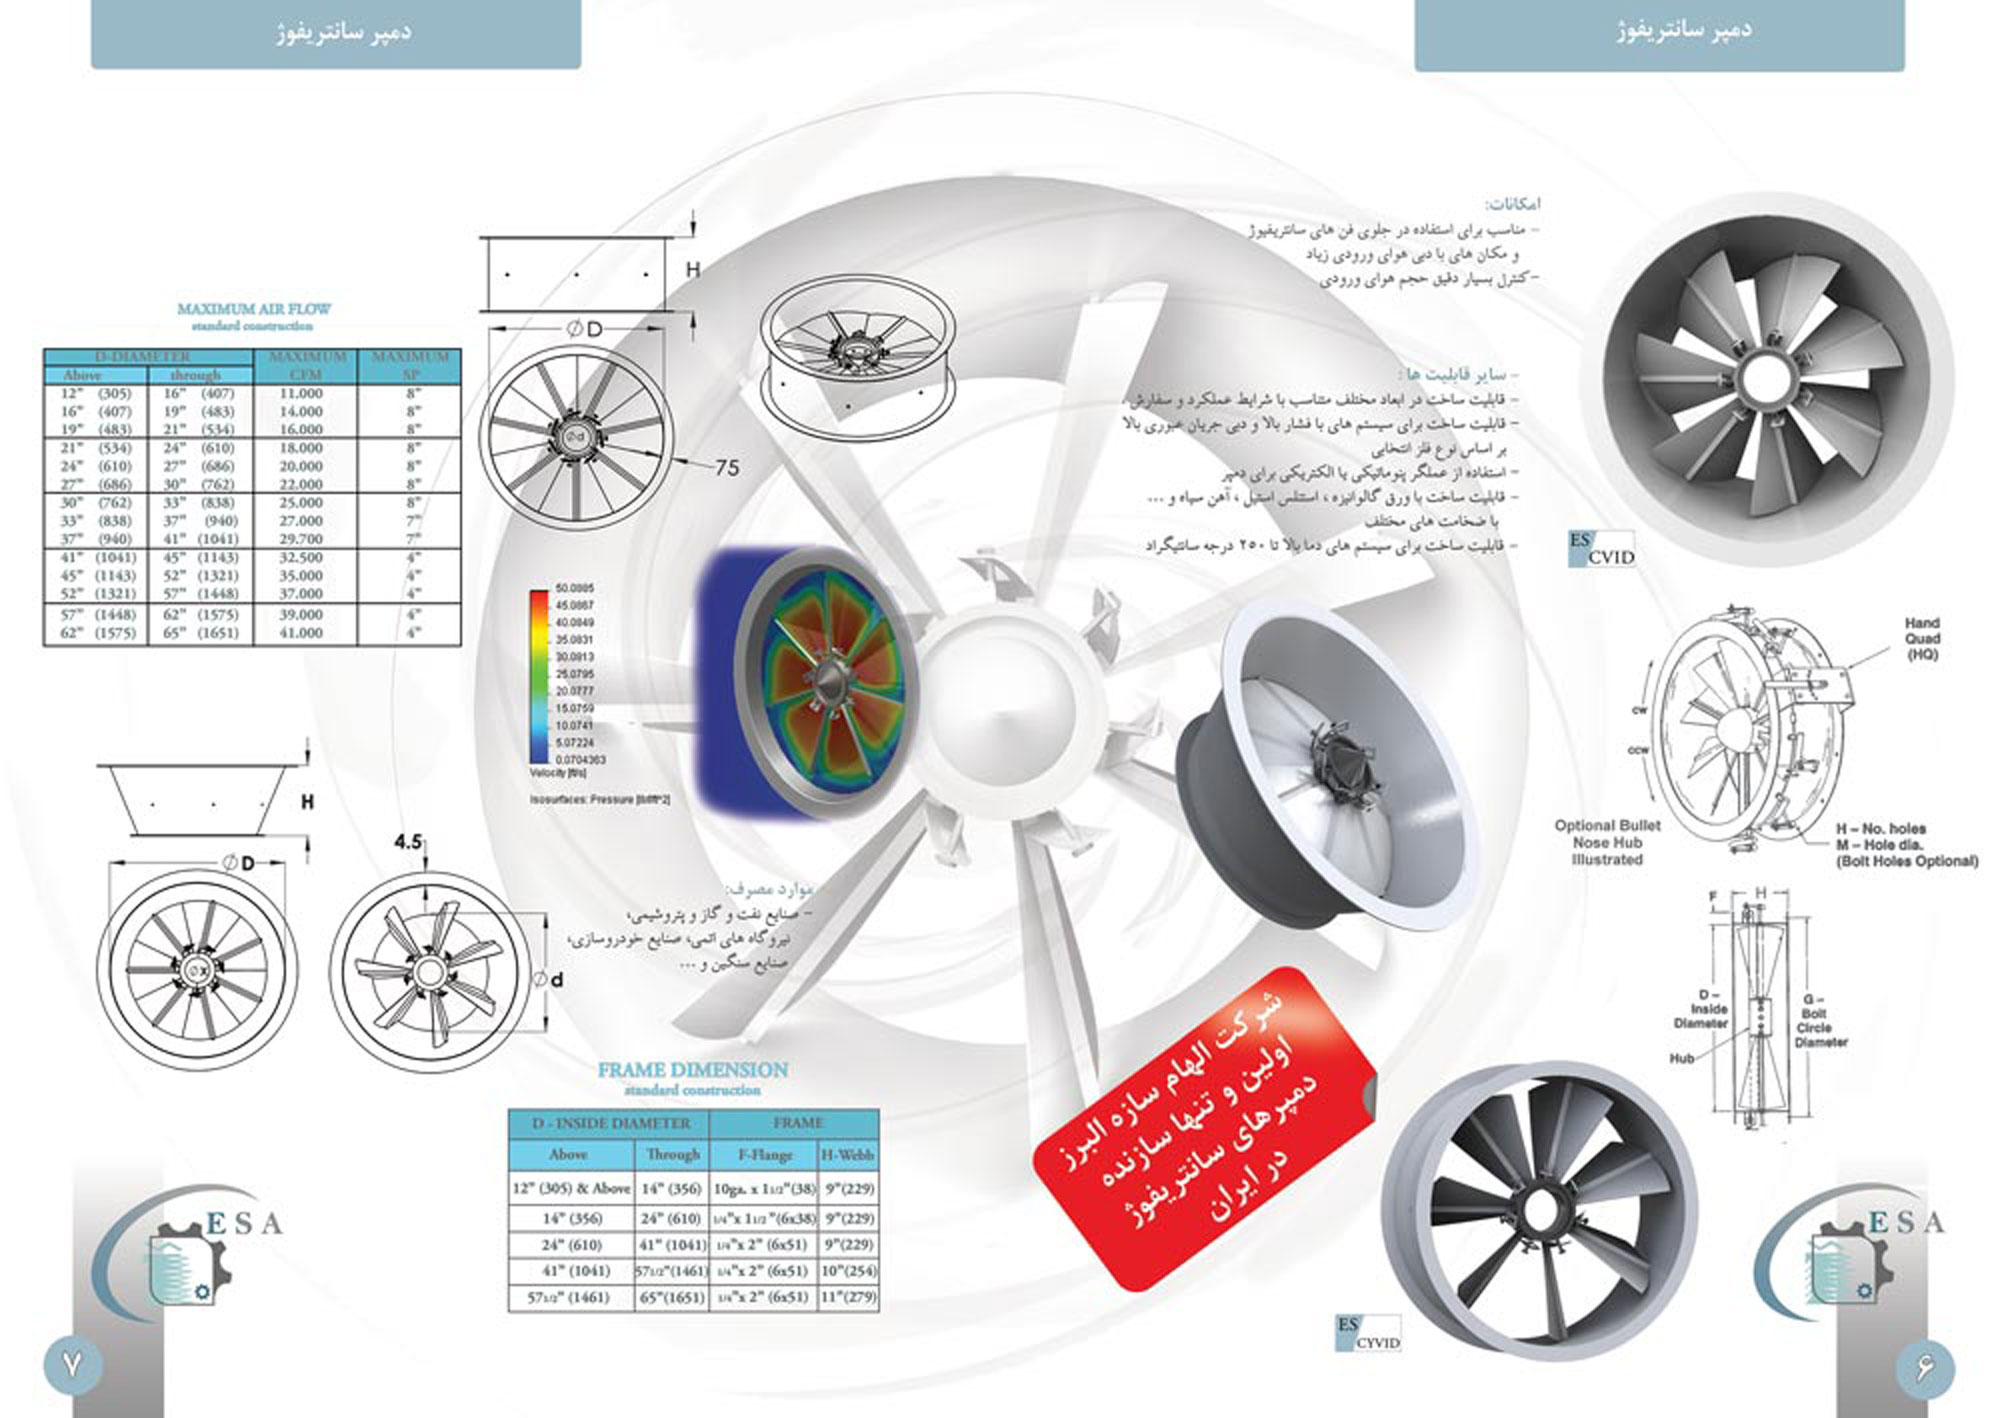 دمپر سانتریفوژ
امکانات:
- مناسب برای استفاده در جلوی فن های سانتریفیوژ
و مکان های با دبی هوای ورودی زیاد
-کنترل بسیار دقیق حجم هوای ورودی
- سایر قابلیت ها :
- قابلیت ساخت در ابعاد مختلف متناسب با شرایط عملکرد و سفارش .
- قابلیت ساخت برای سیستم های با فشار بالا و دبی جریان عبوری بالا
بر اساس نوع فلز انتخابی
- استفاده از عملگر پنوماتیکی یا الکتریکی برای دمپر
- قابلیت ساخت با ورق گالوانیزه ، استنلس استیل ، آهن سیاه و ...
با ضخامت های مختلف
- قابلیت ساخت برای سیستم های دما بالا تا ۲۵۰ درجه سانتیگراد
ES
CVID
Hand
Quad
(HQ)
CW
CCW
Optional Bullet
Nose Hub
Illustrated
H – No. holes
M – Hole dia.
(Bolt Holes Optional)
F H
D –
Inside
Diameter
Hub
G –
Bolt
Circle
Diameter
شرکت الهام سازه البرز
اولین و تنها سازنده
دمپرهای سانتریفوژ
در ایران
ES
CYVID
ESA
۶
دمپر سانتریفوژ
H
Ø D
Ød
75
MAXIMUM AIR FLOW
standard construction
D-DIAMETER MAXIMUM MAXIMUM
Above through CFM SP
12" (305) 16" (407) 11.000 8"
16" (407) 19" (483) 14.000 8"
19" (483) 21" (534) 16.000 8"
21" (534) 24" (610) 18.000 8"
24" (610) 27" (686) 20.000 8"
27" (686) 30" (762) 22.000 8"
30" (762) 33" (838) 25.000 8"
33" (838) 37" (940) 27.000 7"
37" (940) 41" (1041) 29.700 7"
41" (1041) 45" (1143) 32.500 4"
45" (1143) 52" (1321) 35.000 4"
52" (1321) 57" (1448) 37.000 4"
57" (1448) 62" (1575) 39.000 4"
62" (1575) 65" (1651) 41.000 4"
50.0885
45.0867
40.0849
35.0831
30.0813
25.0795
20.0777
15.0759
10.0741
5.07224
0.0704363
Velocity [ft/s]
Isosurfaces: Pressure [lbf/ft^2]
H
Ø D
Ø x
4.5
Ø d
موارد مصرف:
- صنایع نفت و گاز و پتروشیمی،
نیروگاه های اتمی، صنایع خودروسازی،
صنایع سنگین و ...
FRAME DIMENSION
standard construction
D - INSIDE DIAMETER FRAME
Above Through F-Flange H-Webb
12" (305) & Above 14" (356) 10ga. x 1 1/2"(38) 9"(229)
14" (356) 24" (610) 1/4"x 1 1/2 "(6x38) 9"(229)
24" (610) 41" (1041) 1/4"x 2" (6x51) 9"(229)
41" (1041) 57 1/2"(1461) 1/4"x 2" (6x51) 10"(254)
57 1/2" (1461) 65"(1651) 1/4"x 2" (6x51) 11"(279)
ESA
۷